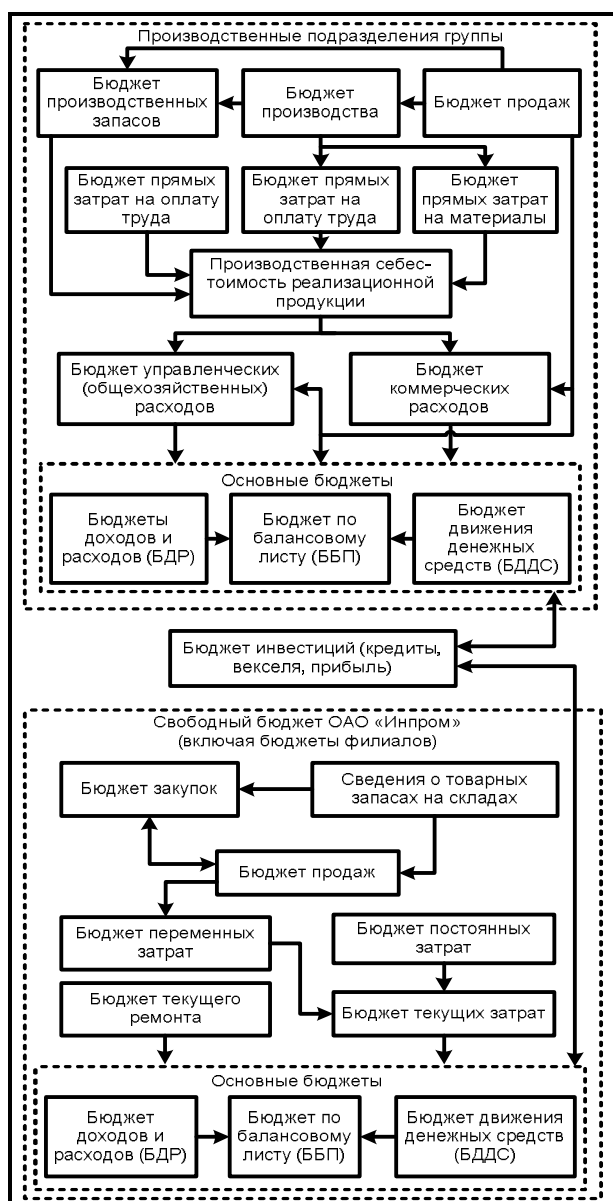 Производственные подразделения группы
Бюджет
производственных
запасов
Бюджет
производства
Бюджет продаж
Бюджет прямых
затрат на оплату
труда
Бюджет прямых
затрат на
оплату труда
Бюджет
прямых затрат
на материалы
Производственная себес-
тоимость реализационной
продукции
Бюджет управленческих
(общехозяйственных)
расходов
Бюджет
коммерческих
расходов
Основные бюджеты
Бюджеты
доходов и
расходов (БДР)
Бюджет по
балансовому
листу (ББП)
Бюджет
движения
денежных
средств (БДДС)
Бюджет инвестиций (кредиты,
векселя, прибыль)
Свободный бюджет ОАО «Инпром»
(включая бюджеты филиалов)
Бюджет закупок
Сведения о товарных
запасах на складах
Бюджет продаж
Бюджет переменных
затрат
Бюджет постоянных
затрат
Бюджет текущего
ремонта
Бюджет текущих затрат
Основные бюджеты
Бюджет
доходов и
расходов (БДР)
Бюджет по
балансовому
листу (ББП)
Бюджет движения
денежных средств
(БДДС)